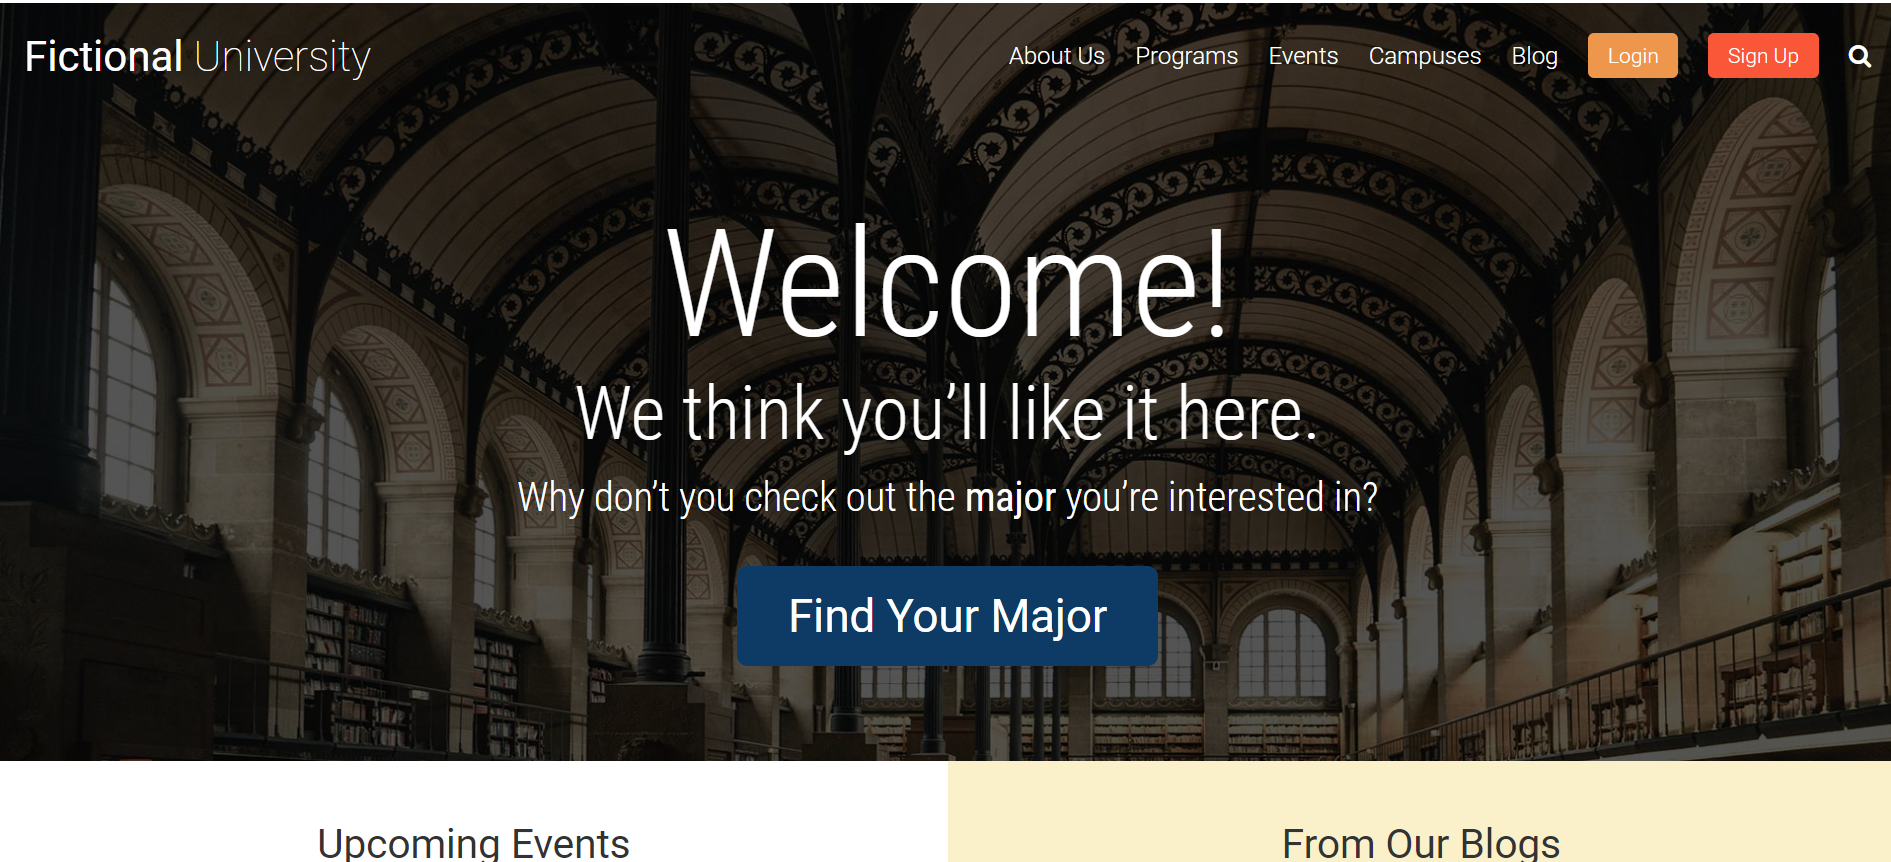 Fictional University
About Us Programs Events Campuses Blog Login Sign Up
Welcome!
We think you’ll like it here.
Why don’t you check out the major you’re interested in?
Find Your Major
Upcoming Events
From Our Blogs